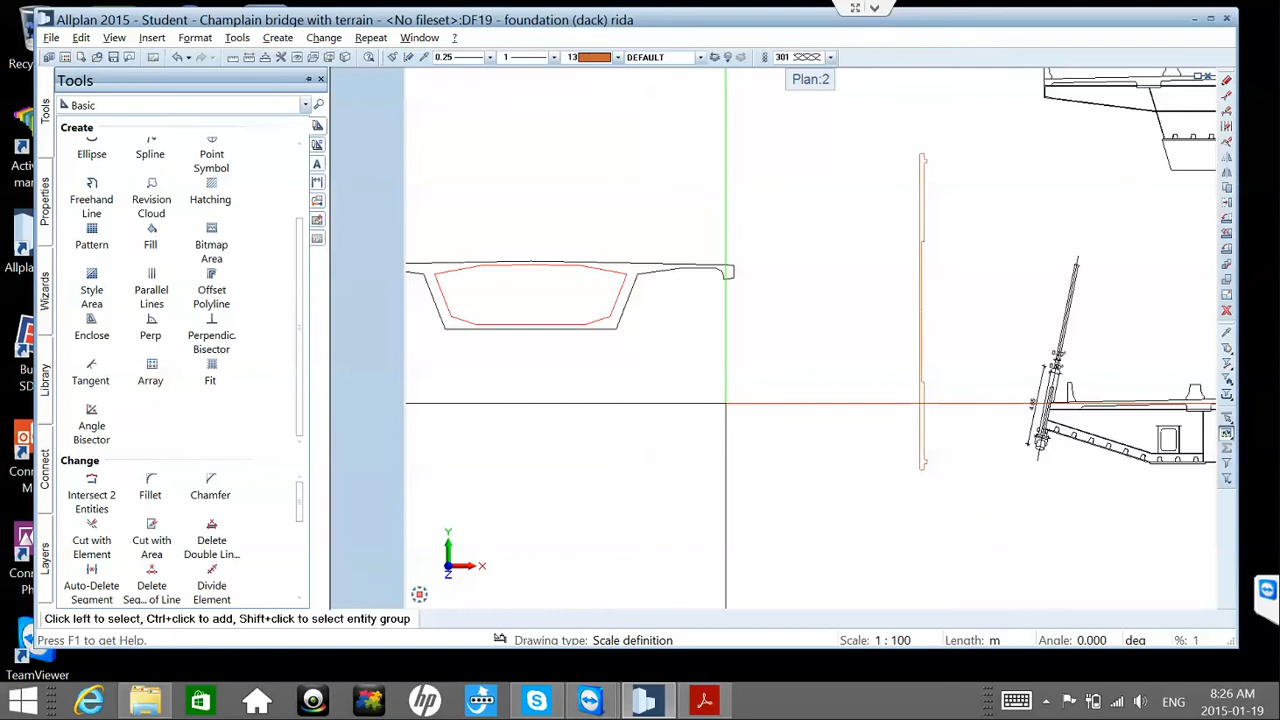 Allplan 2015 - Student - Champlain bridge with terrain - <No fileset>:DF19 - foundation (dack) rida
File Edit View Insert Format Tools Create Change Repeat Window ?
0.25 1 13 DEFAULT 301
Recy
Tools
Plan:2
Basic
Create
Ellipse Spline Point Symbol
Freehand Line Revision Cloud Hatching
Pattern Fill Bitmap Area
Style Area Parallel Lines Offset Polyline
Enclose Perp Perpendic. Bisector
Tangent Array Fit
Angle Bisector
Change
Intersect 2 Entities Fillet Chamfer
Cut with Element Cut with Area Delete Double Lin...
Auto-Delete Segment Delete Seg... of Line Divide Element
Tools
Properties
Wizards
Library
Connect
Layers
Y
X
Z
Click left to select, Ctrl+click to add, Shift+click to select entity group
Press F1 to get Help. Drawing type: Scale definition Scale: 1 : 100 Length: m Angle: 0.000 deg %: 1
TeamViewer
hp
ENG
8:26 AM
2015-01-19